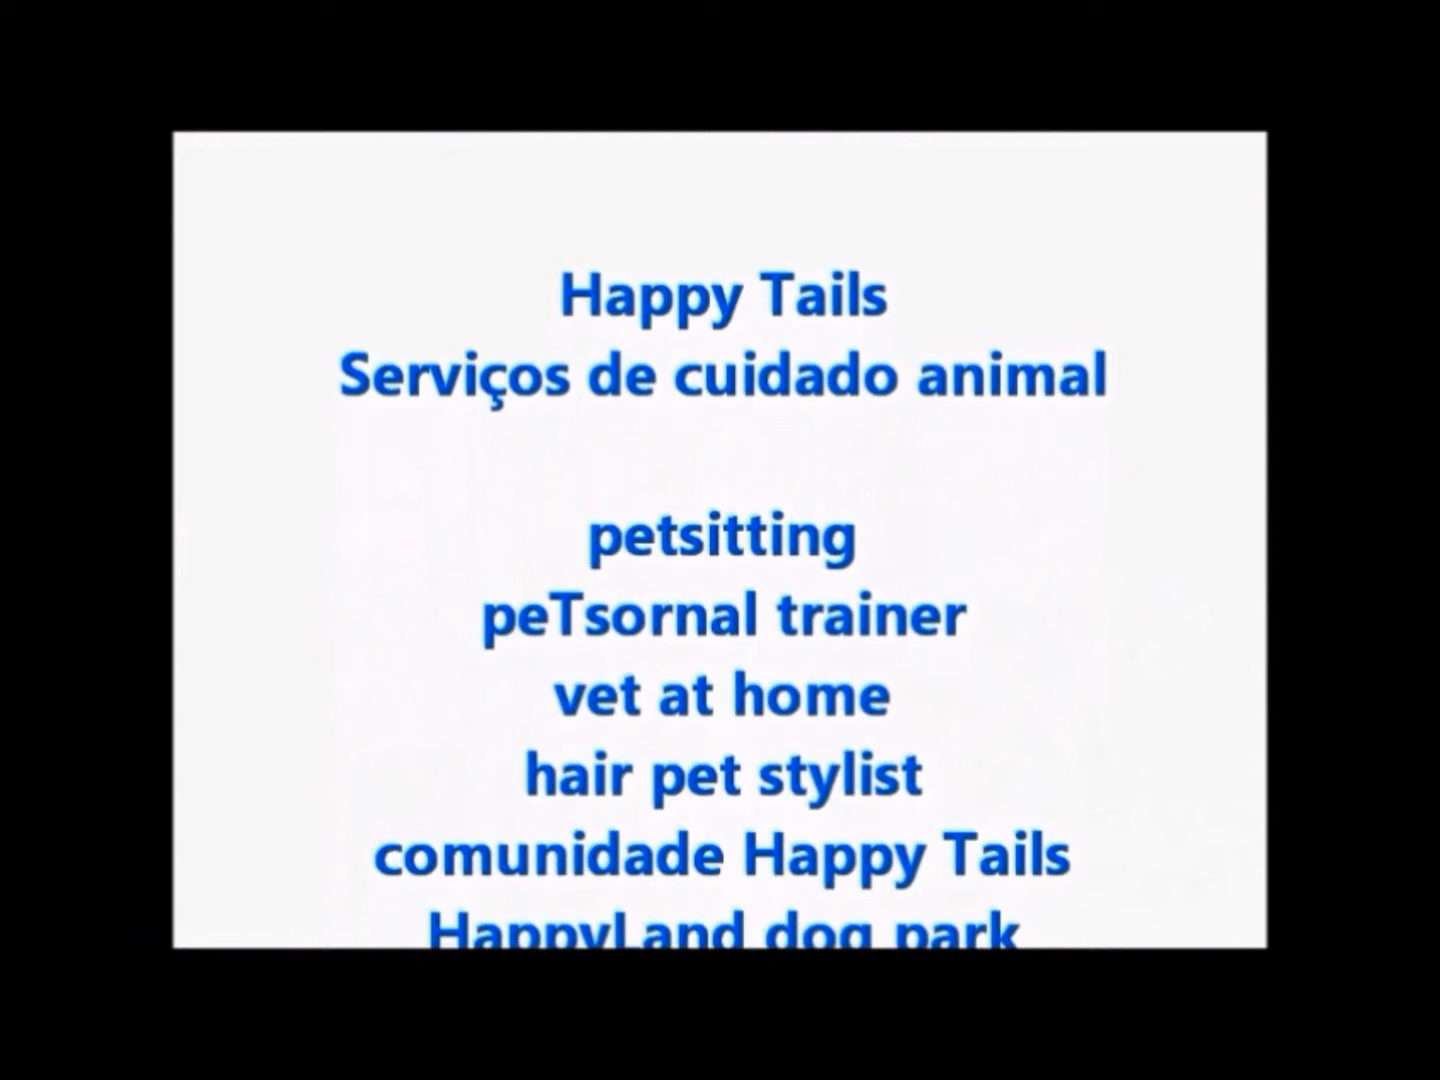 Happy Tails
Serviços de cuidado animal
petsitting
peTsornal trainer
vet at home
hair pet stylist
comunidade Happy Tails
HappyLand dog park